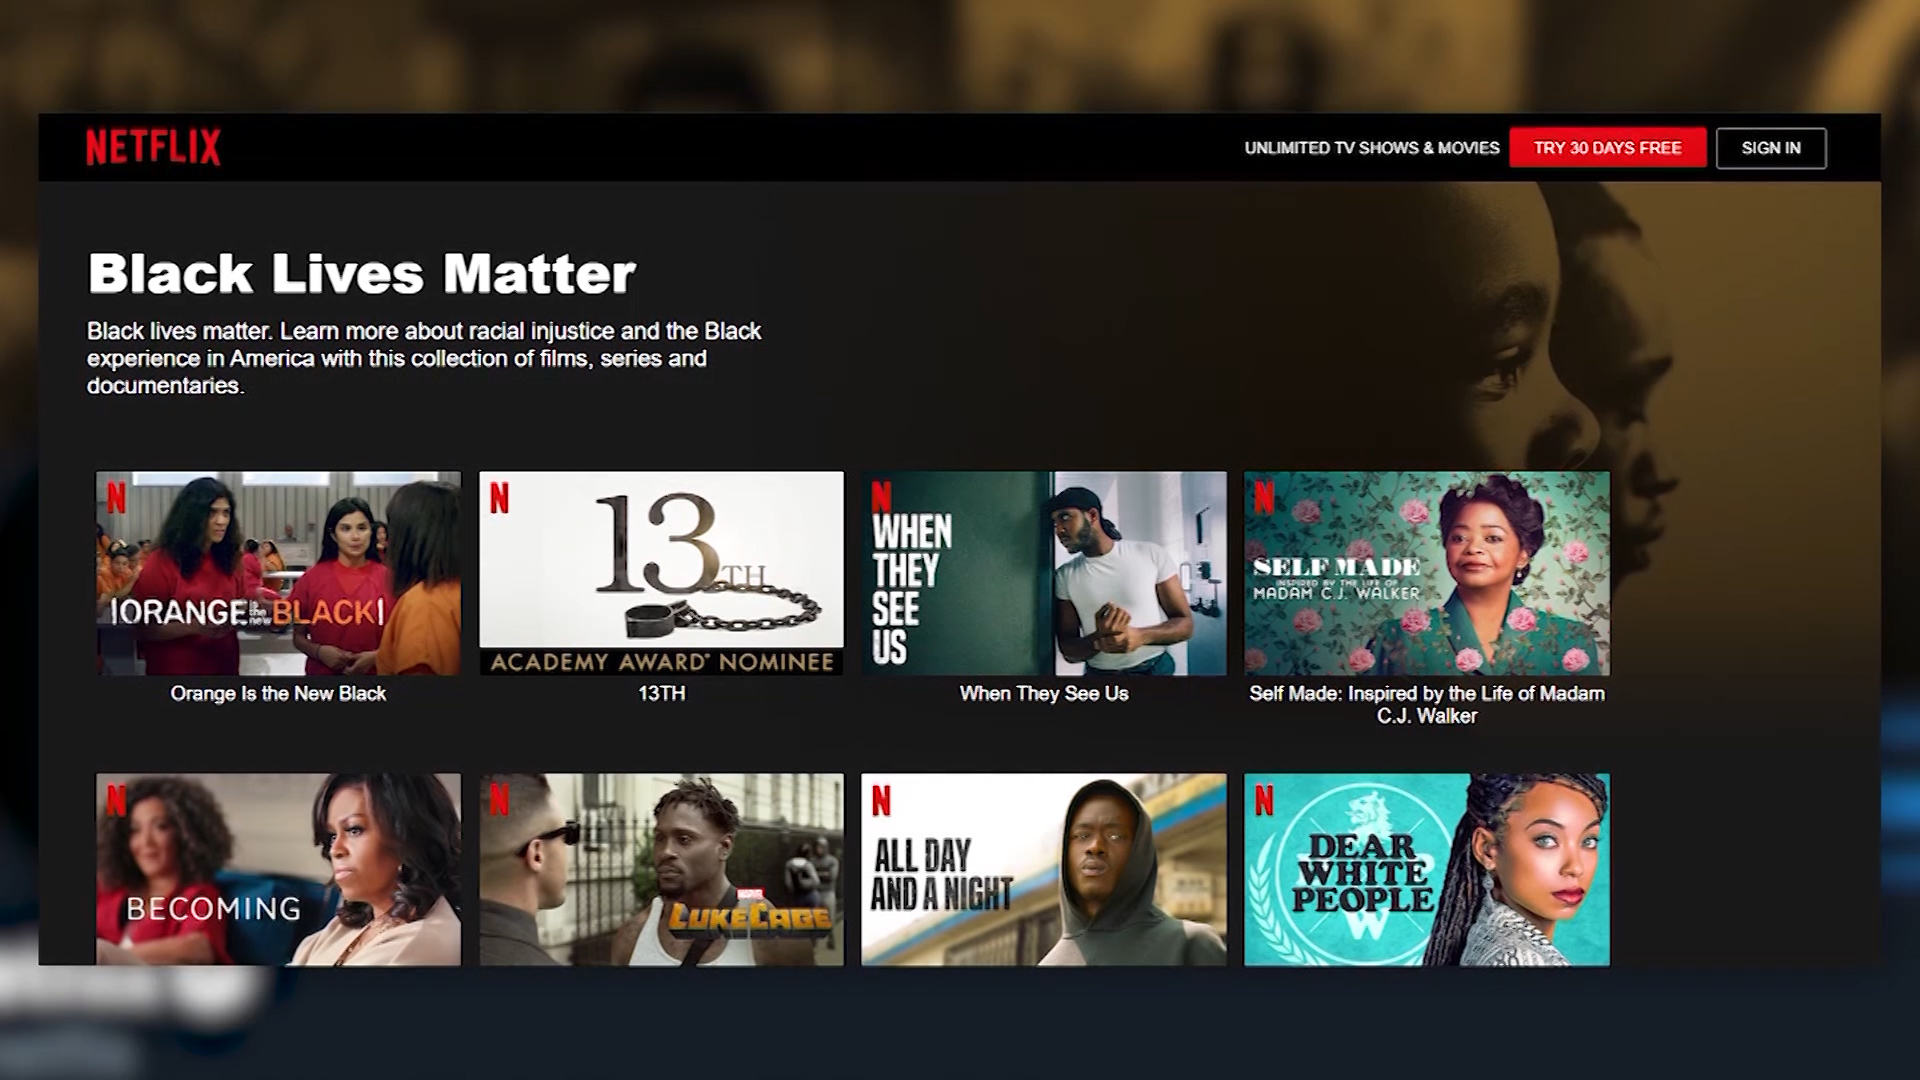 NETFLIX
UNLIMITED TV SHOWS & MOVIES
TRY 30 DAYS FREE
SIGN IN
Black Lives Matter
Black lives matter. Learn more about racial injustice and the Black
experience in America with this collection of films, series and
documentaries.
N
ORANGE is the new BLACK
Orange Is the New Black
N
13TH
ACADEMY AWARD® NOMINEE
13TH
N
WHEN
THEY
SEE
US
When They See Us
N
SELF MADE
INSPIRED BY THE LIFE OF
MADAM C.J. WALKER
Self Made: Inspired by the Life of Madam
C.J. Walker
N
BECOMING
N
MARVEL
LUKE CAGE
N
ALL DAY
AND A NIGHT
N
DEAR
WHITE
PEOPLE
W